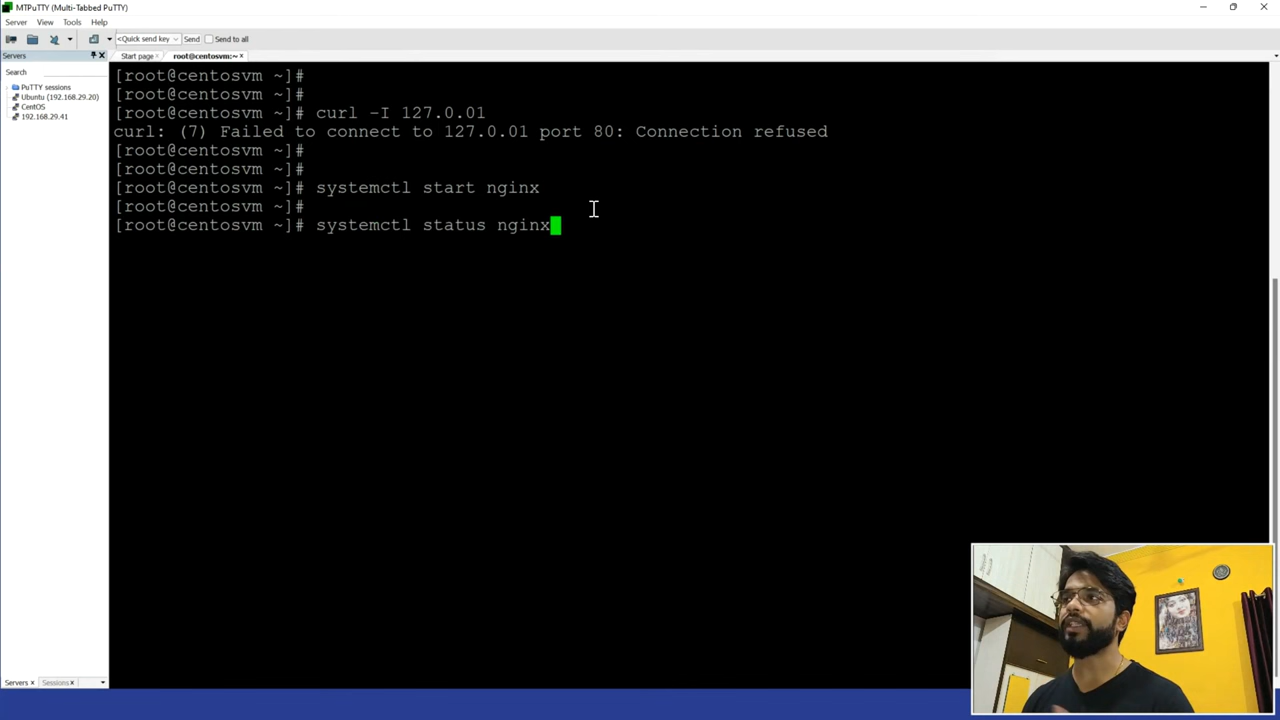 MTPuTTY (Multi-Tabbed PuTTY)
Server View Tools Help
<Quick send key Send Send to all
Servers
Start page root@centosvm:~
Search
PuTTY sessions
Ubuntu (192.168.29.20)
CentOS
192.168.29.41
[root@centosvm ~]#
[root@centosvm ~]#
[root@centosvm ~]# curl -I 127.0.01
curl: (7) Failed to connect to 127.0.01 port 80: Connection refused
[root@centosvm ~]#
[root@centosvm ~]#
[root@centosvm ~]# systemctl start nginx
[root@centosvm ~]#
[root@centosvm ~]# systemctl status nginx
Servers Sessions